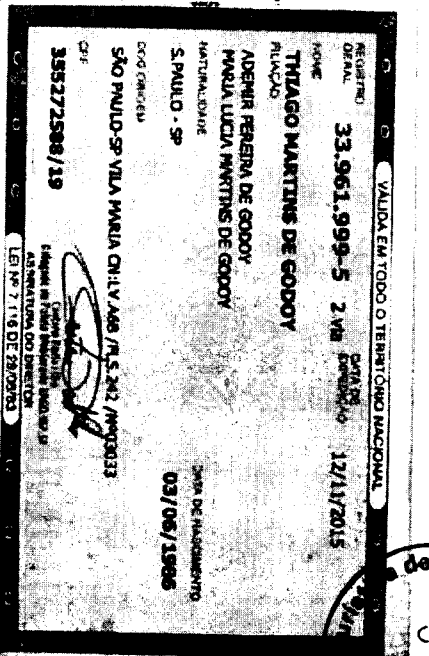 VÁLIDA EM TODO O TERRITÓRIO NACIONAL
REGISTRO GERAL 33.961.999-5 2.via DATA DE EXPEDIÇÃO 12/11/2015
NOME
THIAGO MARTINS DE GODOY
FILIAÇÃO
ADEMIR PEREIRA DE GODOY
MARIA LUCIA MARTINS DE GODOY
NATURALIDADE
S.PAULO - SP
DATA DE NASCIMENTO
03/06/1986
DOC ORIGEM
SÃO PAULO-SP VILA MARIA CN:LV.A68 /FLS.262
CPF
355272598/19
ASSINATURA DO DIRETOR
LEI Nº 7.116 DE 29/08/83